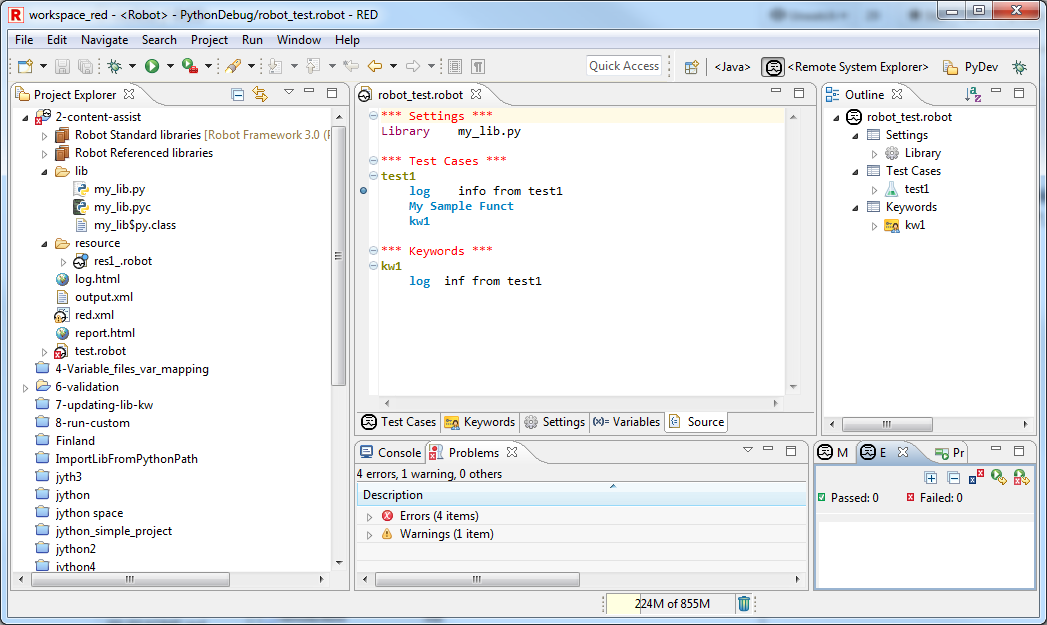 workspace_red - <Robot> - PythonDebug/robot_test.robot - RED
File Edit Navigate Search Project Run Window Help
Quick Access <Java> <Remote System Explorer> PyDev
Project Explorer
2-content-assist
Robot Standard libraries [Robot Framework 3.0 (F
Robot Referenced libraries
lib
my_lib.py
my_lib.pyc
my_lib$py.class
resource
res1_.robot
log.html
output.xml
red.xml
report.html
test.robot
4-Variable_files_var_mapping
6-validation
7-updating-lib-kw
8-run-custom
Finland
ImportLibFromPythonPath
jyth3
jython
jython space
jython_simple_project
jython2
jython4
robot_test.robot
*** Settings ***
Library my_lib.py
*** Test Cases ***
test1
log info from test1
My Sample Funct
kw1
*** Keywords ***
kw1
log inf from test1
Test Cases Keywords Settings (x)= Variables Source
Outline
robot_test.robot
Settings
Library
Test Cases
test1
Keywords
kw1
Console Problems
4 errors, 1 warning, 0 others
Description
Errors (4 items)
Warnings (1 item)
M E Pr
Passed: 0 Failed: 0
224M of 855M